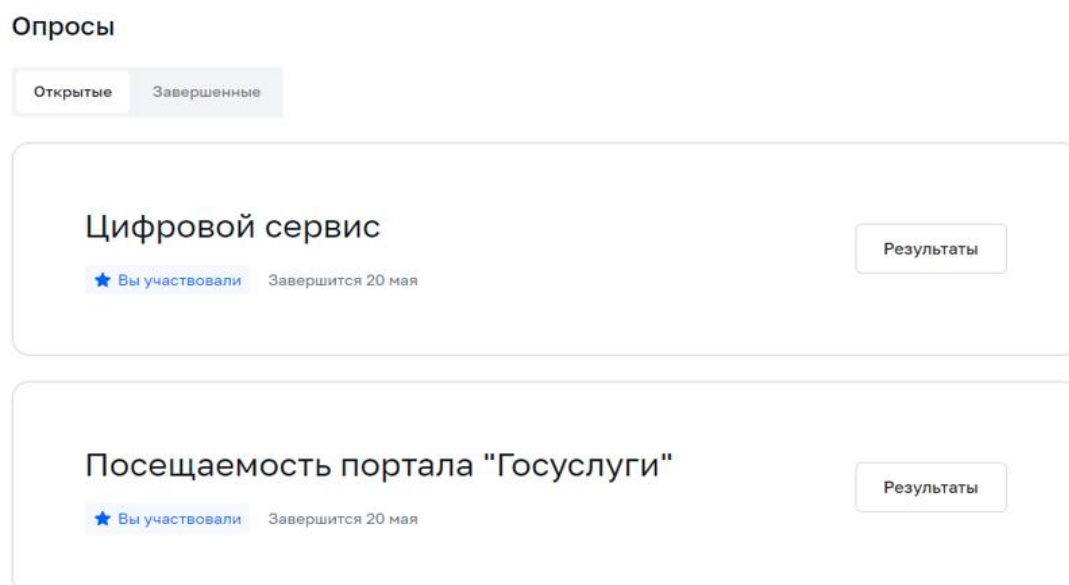 Опросы
Открытые Завершенные
Цифровой сервис
Результаты
Вы участвовали Завершится 20 мая
Посещаемость портала "Госуслуги"
Результаты
Вы участвовали Завершится 20 мая